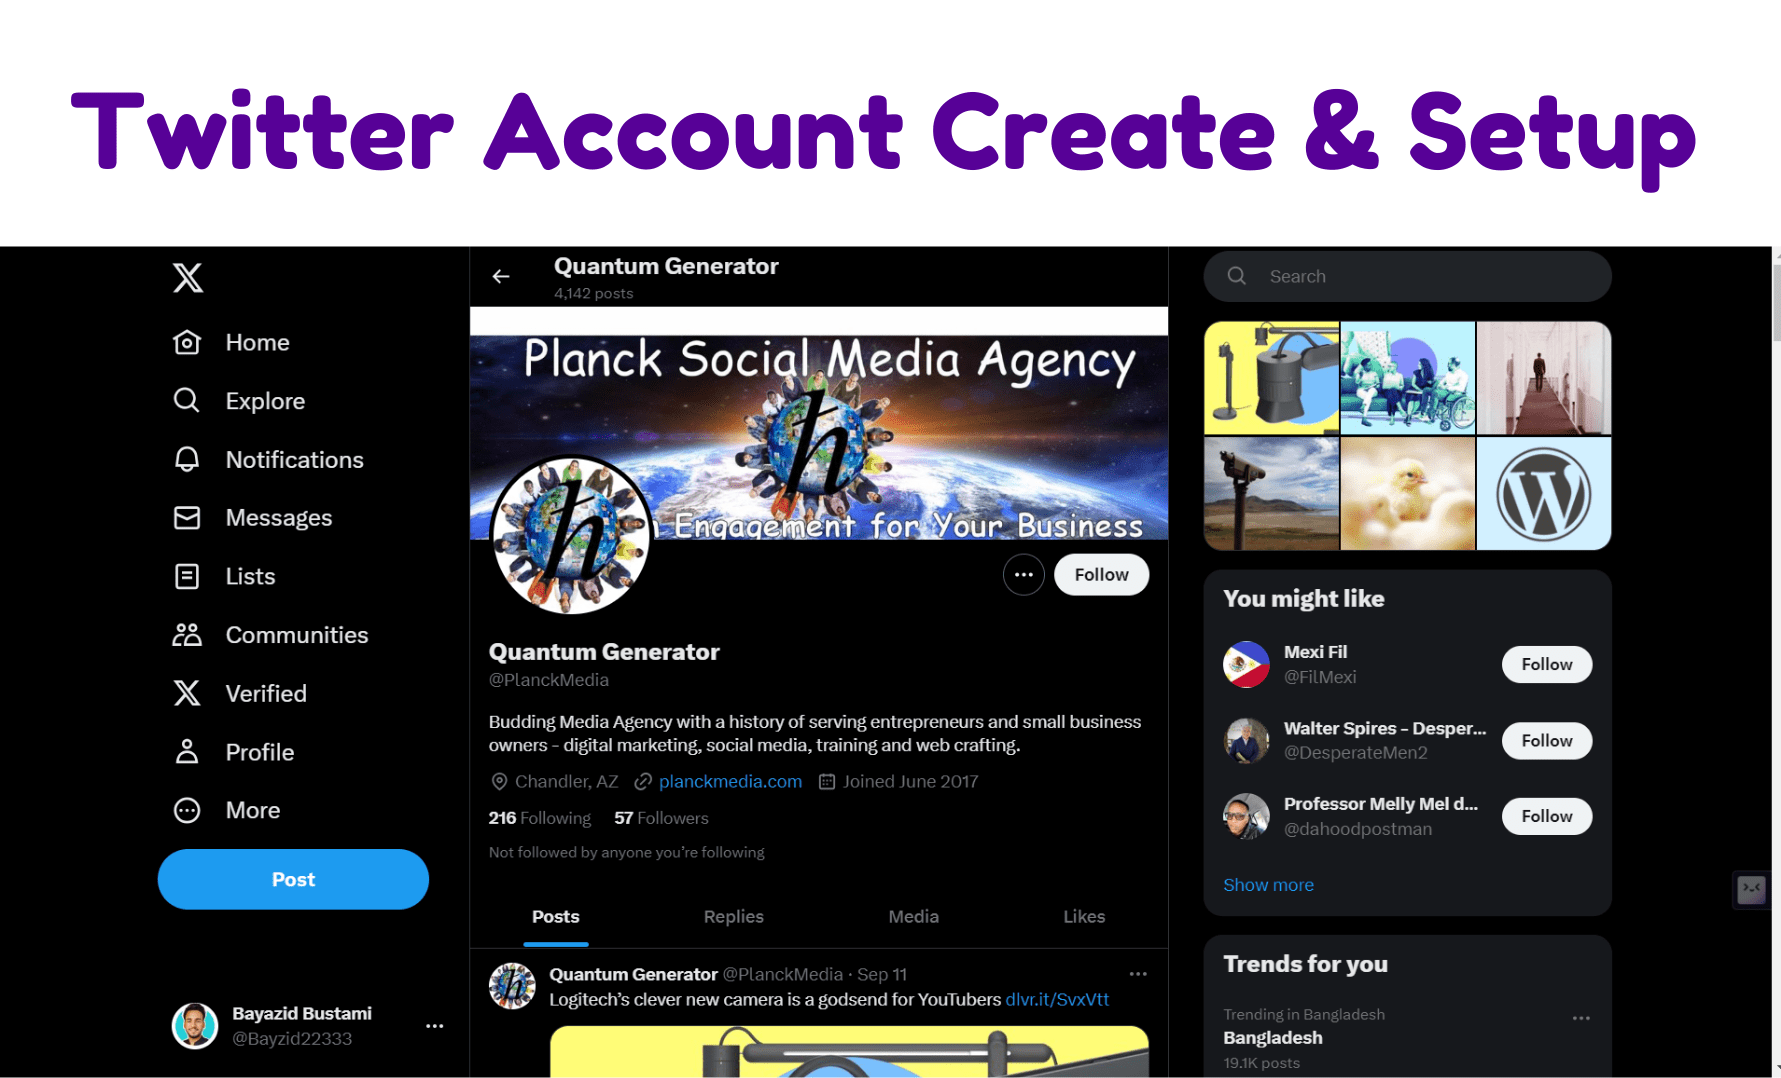 Twitter Account Create & Setup
Home
Explore
Notifications
Messages
Lists
Communities
Verified
Profile
More
Post
Bayazid Bustami
@Bayzid22333
Quantum Generator
4,142 posts
Planck Social Media Agency
ħ
Engagement for Your Business
ħ
Follow
Quantum Generator
@PlanckMedia
Budding Media Agency with a history of serving entrepreneurs and small business
owners - digital marketing, social media, training and web crafting.
Chandler, AZ planckmedia.com Joined June 2017
216 Following 57 Followers
Not followed by anyone you're following
Posts Replies Media Likes
Quantum Generator @PlanckMedia · Sep 11
Logitech's clever new camera is a godsend for YouTubers dlvr.it/SvxVtt
Search
You might like
Mexi Fil
@FilMexi
Follow
Walter Spires - Desper...
@DesperateMen2
Follow
Professor Melly Mel d...
@dahoodpostman
Follow
Show more
Trends for you
Trending in Bangladesh
Bangladesh
19.1K posts